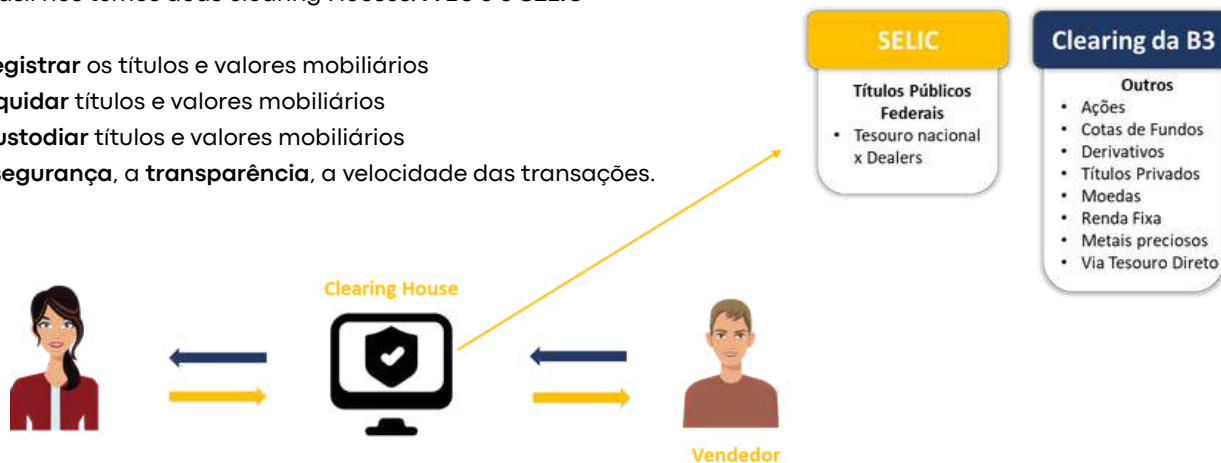 egistrar os títulos e valores mobiliários
quidar títulos e valores mobiliários
ustodiar títulos e valores mobiliários
segurança, a transparência, a velocidade das transações.
SELIC
Títulos Públicos
Federais
• Tesouro nacional
x Dealers
Clearing da B3
Outros
• Ações
• Cotas de Fundos
• Derivativos
• Títulos Privados
• Moedas
• Renda Fixa
• Metais preciosos
• Via Tesouro Direto
Clearing House
Vendedor